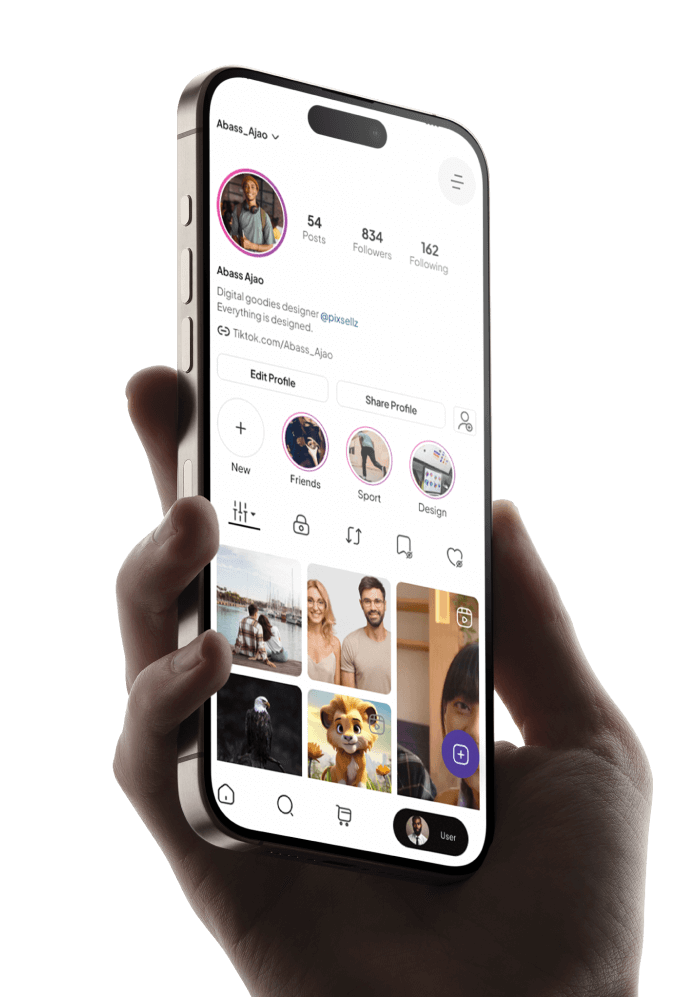 Abass_Ajao
54
Posts
834
Followers
162
Following
Abass Ajao
Digital goodies designer @pixsellz
Everything is designed.
Tiktok.com/Abass_Ajao
Edit Profile
Share Profile
New
Friends
Sport
Design
User